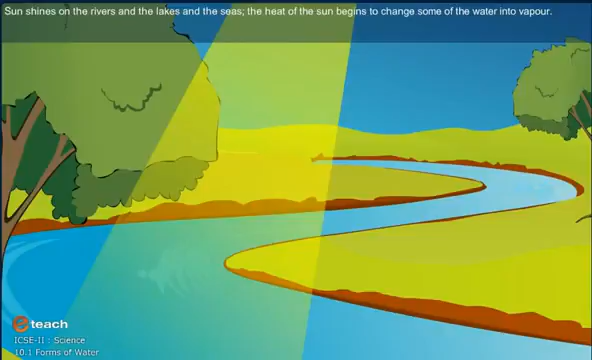 Sun shines on the rivers and the lakes and the seas; the heat of the sun begins to change some of the water into vapour.
eteach
ICSE-II : Science
10.1 Forms of Water